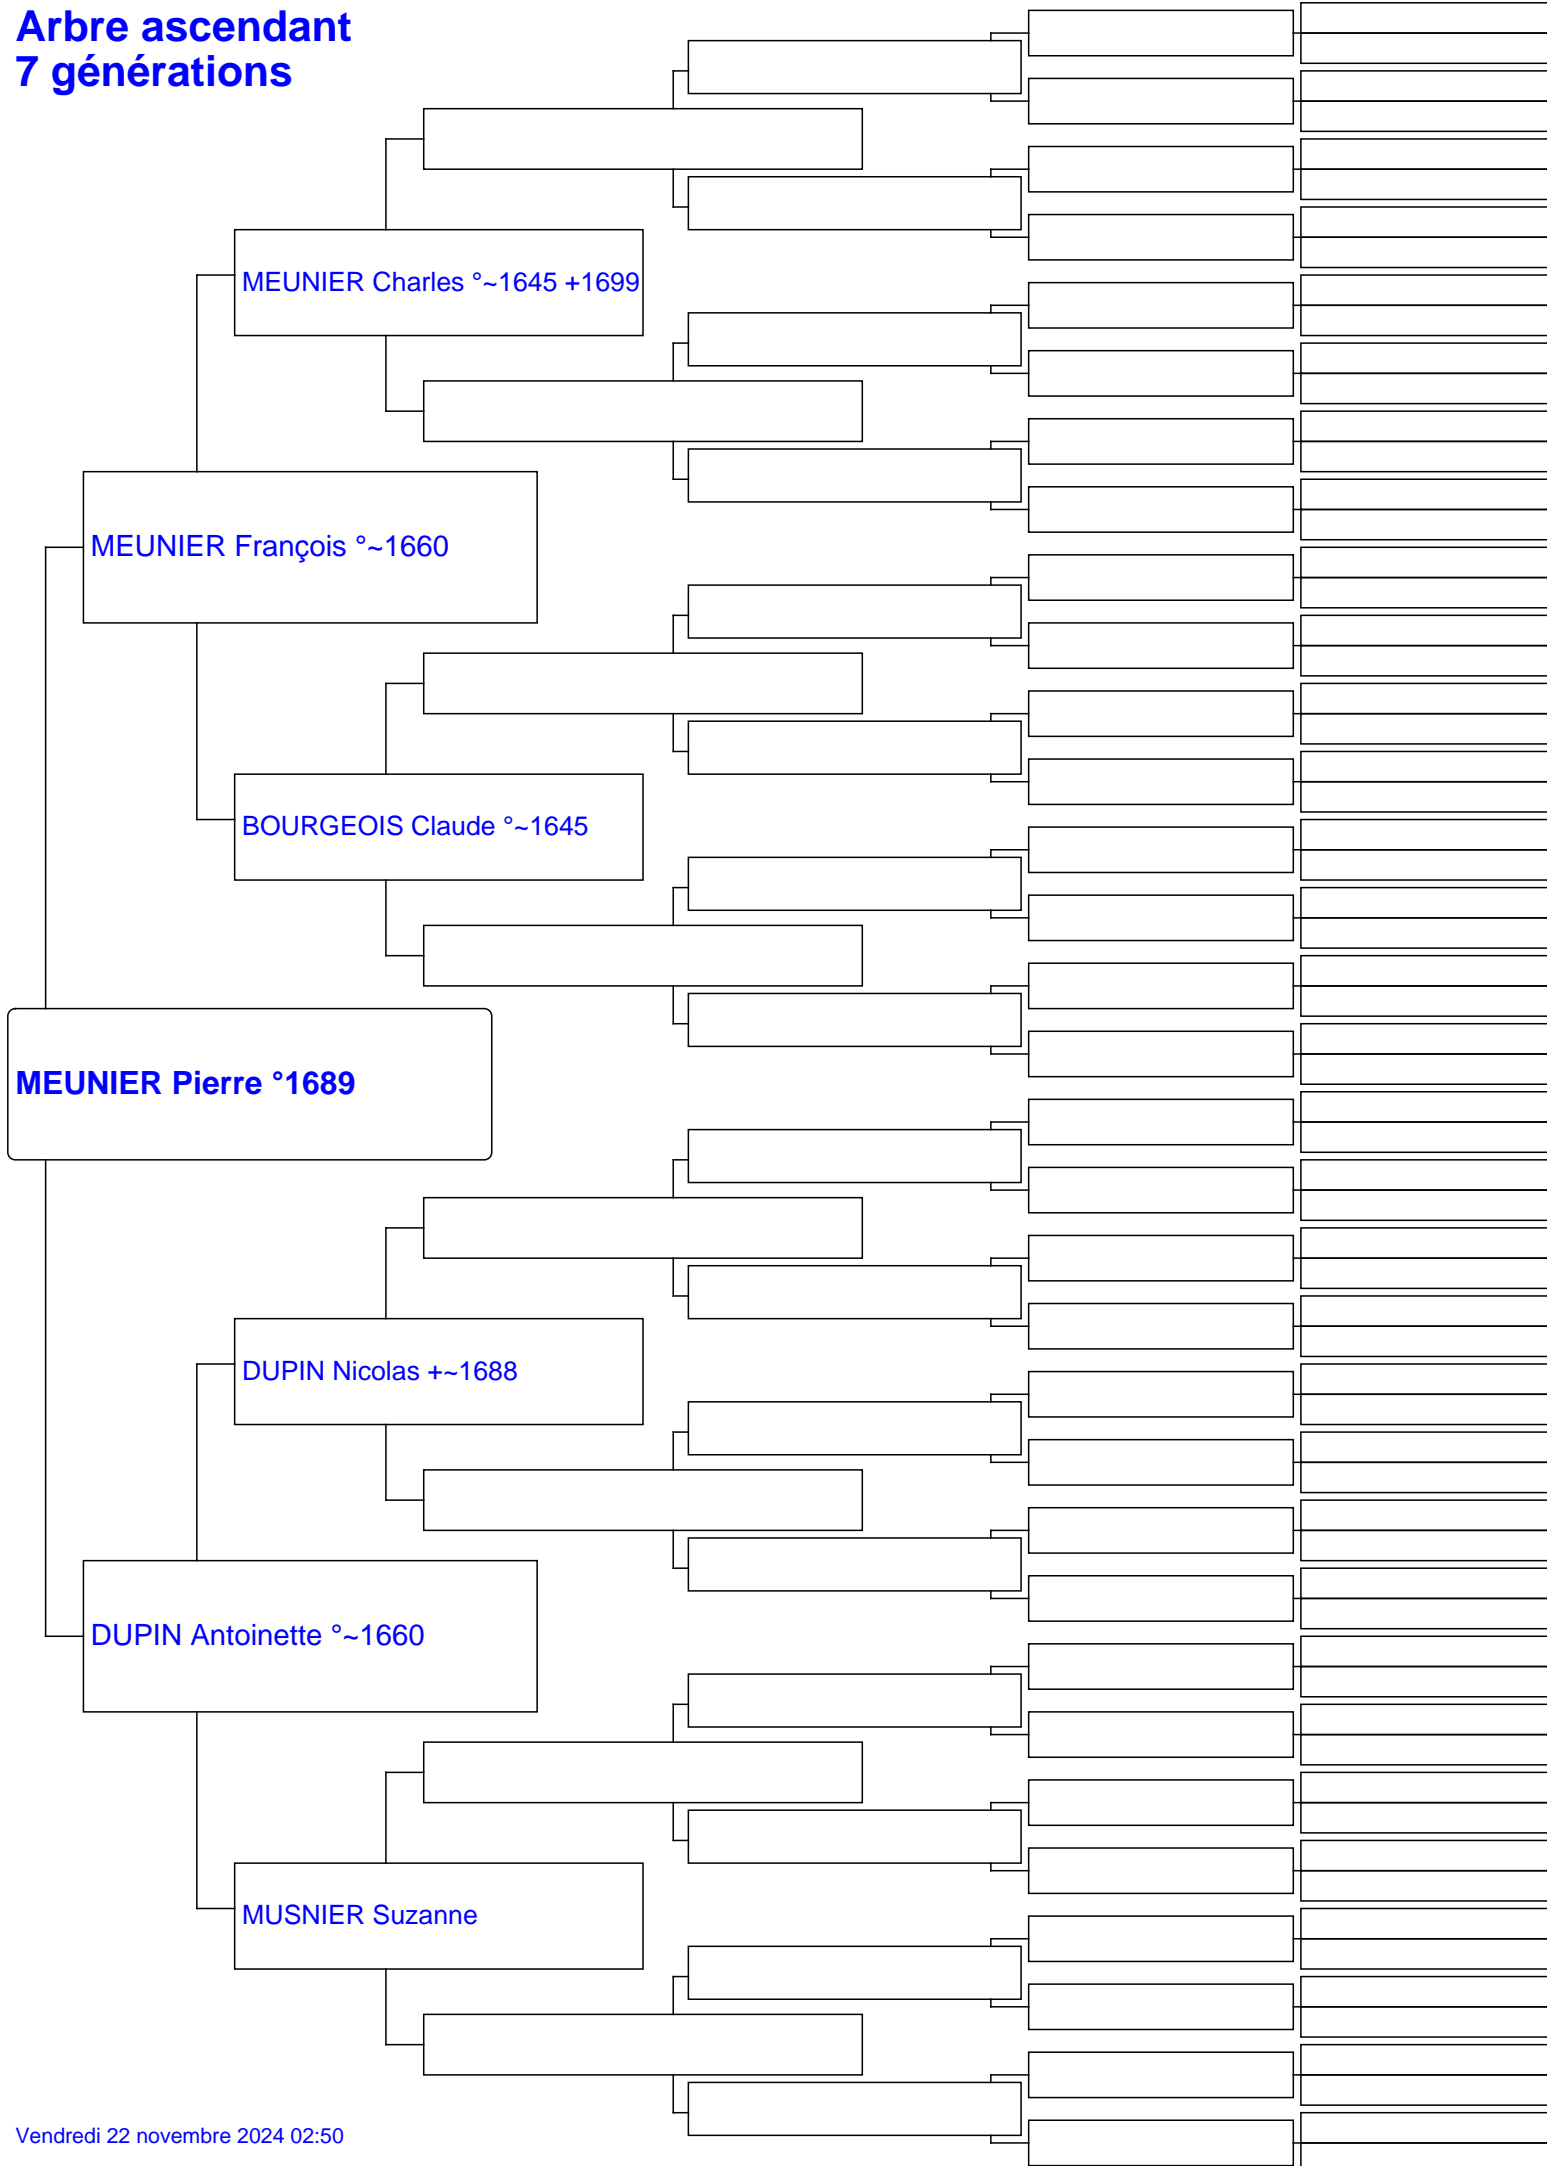 Arbre ascendant
7 générations
MEUNIER Charles °~1645 +1699
MEUNIER François °~1660
BOURGEOIS Claude °~1645
MEUNIER Pierre °1689
DUPIN Nicolas +~1688
DUPIN Antoinette °~1660
MUSNIER Suzanne
Vendredi 22 novembre 2024 02:50